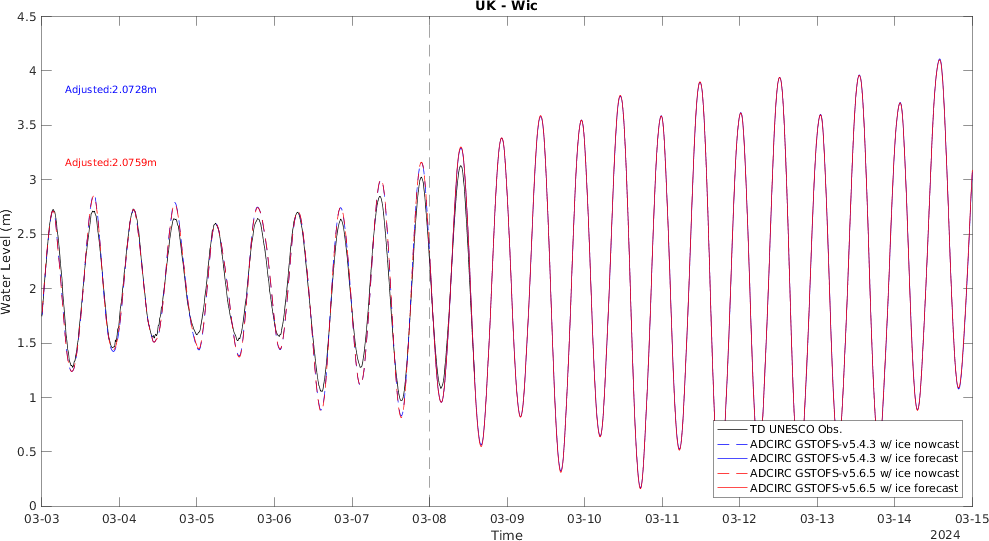 UK - Wic
4.5
4
3.5
3
2.5
2
1.5
1
0.5
0
Water Level (m)
Adjusted:2.0728m
Adjusted:2.0759m
TD UNESCO Obs.
ADCIRC GSTOFS-v5.4.3 w/ ice nowcast
ADCIRC GSTOFS-v5.4.3 w/ ice forecast
ADCIRC GSTOFS-v5.6.5 w/ ice nowcast
ADCIRC GSTOFS-v5.6.5 w/ ice forecast
03-03 03-04 03-05 03-06 03-07 03-08 03-09 03-10 03-11 03-12 03-13 03-14 03-15
Time
2024